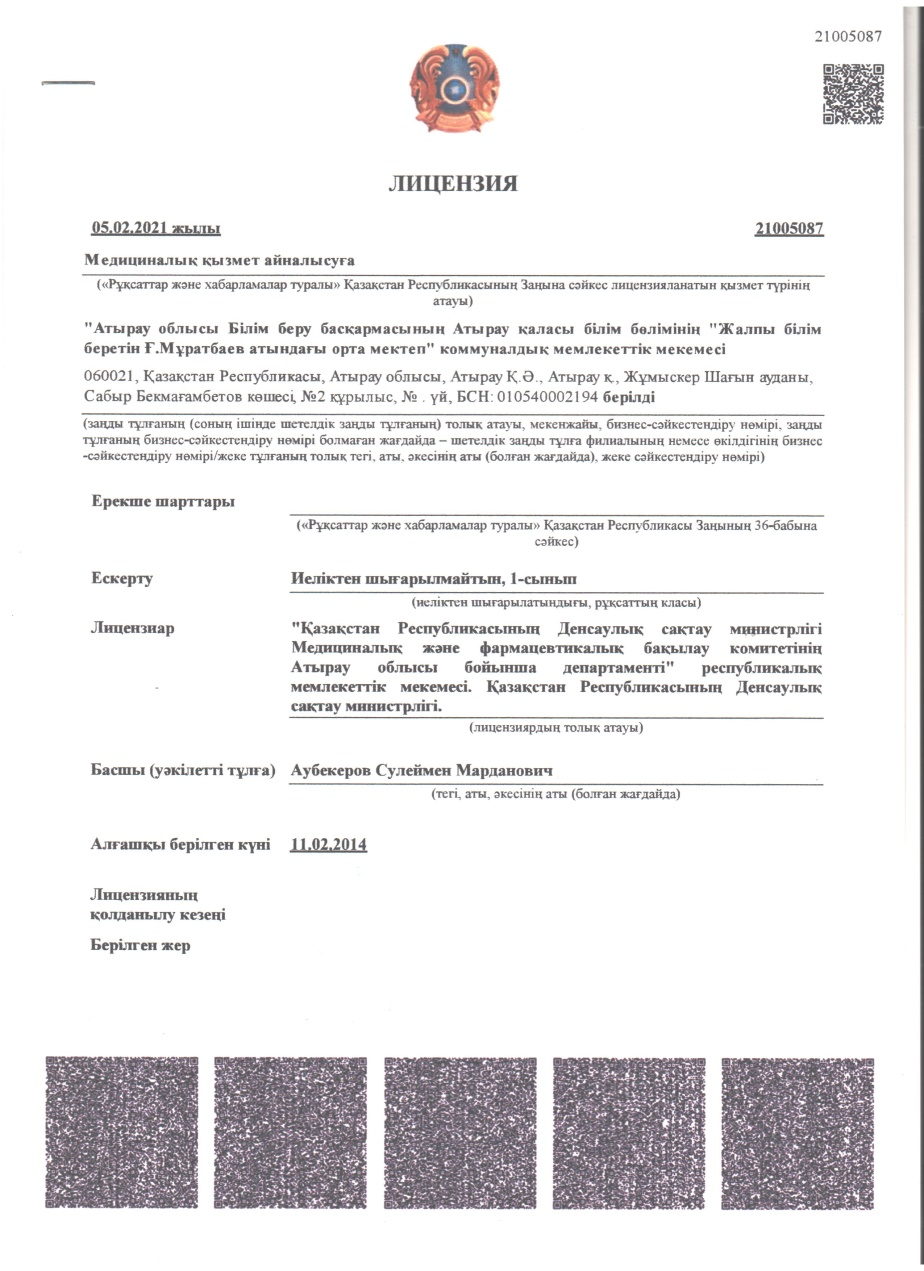 21005087
ЛИЦЕНЗИЯ
05.02.2021 жылы 21005087
Медициналық қызмет айналысуға
(«Рұқсаттар және хабарламалар туралы» Қазақстан Республикасының Заңына сәйкес лицензияланатын қызмет түрінің
атауы)
"Атырау облысы Білім беру басқармасының Атырау қаласы білім бөлімінің "Жалпы білім
беретін Ғ.Мұратбаев атындағы орта мектеп" коммуналдық мемлекеттік мекемесі
060021, Қазақстан Республикасы, Атырау облысы, Атырау Қ.Ә., Атырау қ., Жұмыскер Шағын ауданы,
Сабыр Бекмағамбетов көшесі, №2 құрылыс, № . үй, БСН: 010540002194 берілді
(заңды тұлғаның (соның ішінде шетелдік заңды тұлғаның) толық атауы, мекенжайы, бизнес-сәйкестендіру нөмірі, заңды
тұлғаның бизнес-сәйкестендіру нөмірі болмаған жағдайда – шетелдік заңды тұлға филиалының немесе өкілдігінің бизнес
-сәйкестендіру нөмірі/жеке тұлғаның толық тегі, аты, әкесінің аты (болған жағдайда), жеке сәйкестендіру нөмірі)
Ерекше шарттары
(«Рұқсаттар және хабарламалар туралы» Қазақстан Республикасы Заңының 36-бабына
сәйкес)
Ескерту Иеліктен шығарылмайтын, 1-сынып
(иеліктен шығарылатындығы, рұқсаттың класы)
Лицензиар "Қазақстан Республикасының Денсаулық сақтау министрлігі
Медициналық және фармацевтикалық бақылау комитетінің
Атырау облысы бойынша департаменті" республикалық
мемлекеттік мекемесі. Қазақстан Республикасының Денсаулық
сақтау министрлігі.
(лицензиярдың толық атауы)
Басшы (уәкілетті тұлға) Аубекеров Сулеймен Марданович
(тегі, аты, әкесінің аты (болған жағдайда)
Алғашқы берілген күні 11.02.2014
Лицензияның
қолданылу кезеңі
Берілген жер